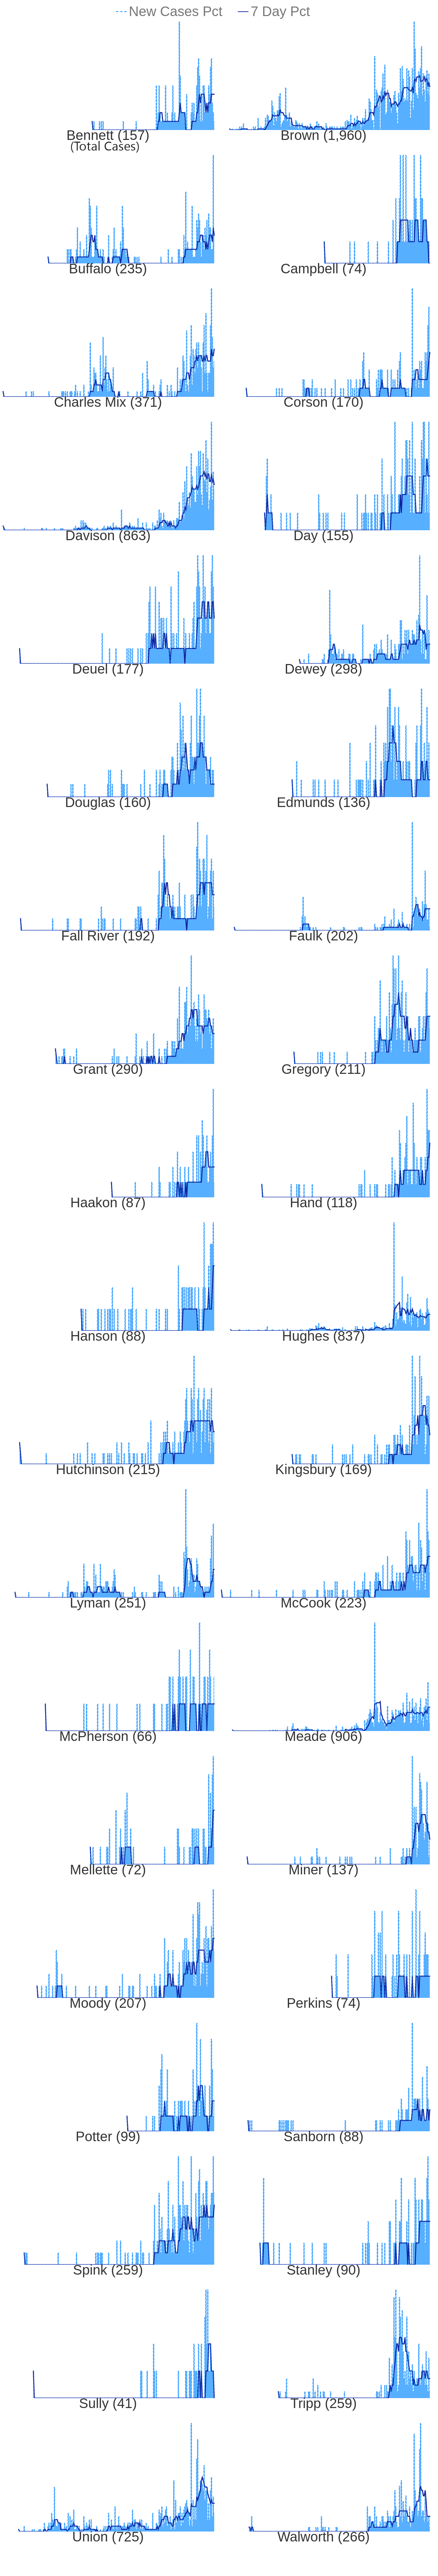 New Cases Pct 7 Day Pct
Bennett (157) Brown (1,960)
(Total Cases)
Buffalo (235) Campbell (74)
Charles Mix (371) Corson (170)
Davison (863) Day (155)
Deuel (177) Dewey (298)
Douglas (160) Edmunds (136)
Fall River (192) Faulk (202)
Grant (290) Gregory (211)
Haakon (87) Hand (118)
Hanson (88) Hughes (837)
Hutchinson (215) Kingsbury (169)
Lyman (251) McCook (223)
McPherson (66) Meade (906)
Mellette (72) Miner (137)
Moody (207) Perkins (74)
Potter (99) Sanborn (88)
Spink (259) Stanley (90)
Sully (41) Tripp (259)
Union (725) Walworth (266)